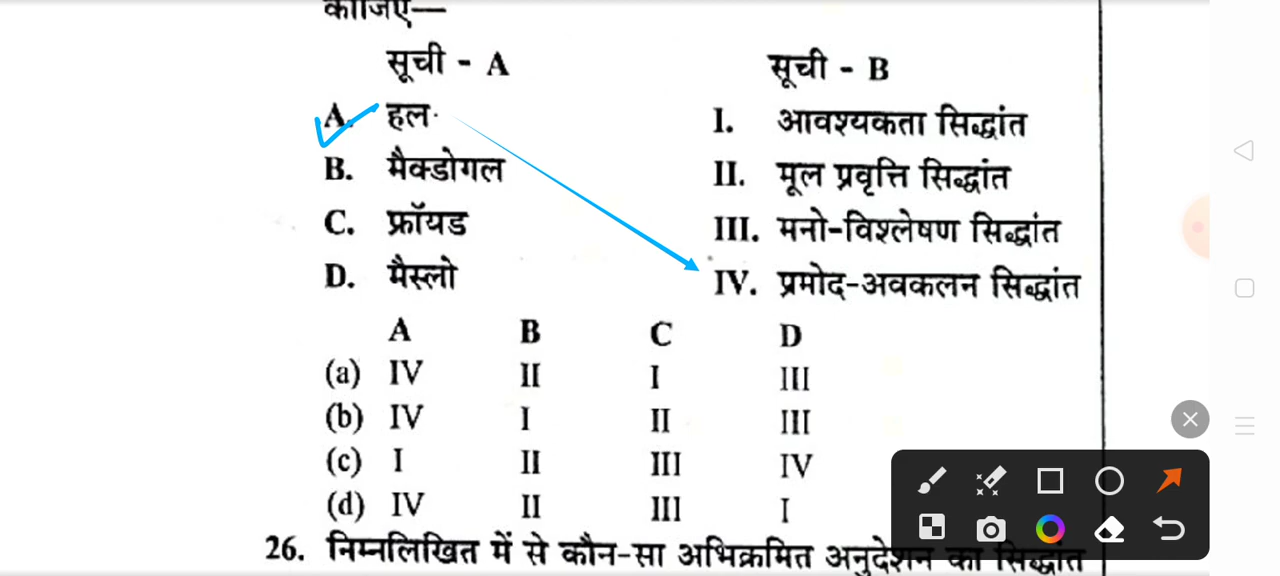 कीजिए—
सूची - A सूची - B
A. हल I. आवश्यकता सिद्धांत
B. मैक्डोगल II. मूल प्रवृत्ति सिद्धांत
C. फ्रॉयड III. मनो-विश्लेषण सिद्धांत
D. मैस्लो IV. प्रमोद-अवकलन सिद्धांत
A B C D
(a) IV II I III
(b) IV I II III
(c) I II III IV
(d) IV II III I
26. निम्नलिखित में से कौन-सा अभिक्रमित अनुदेशन का सिद्धांत